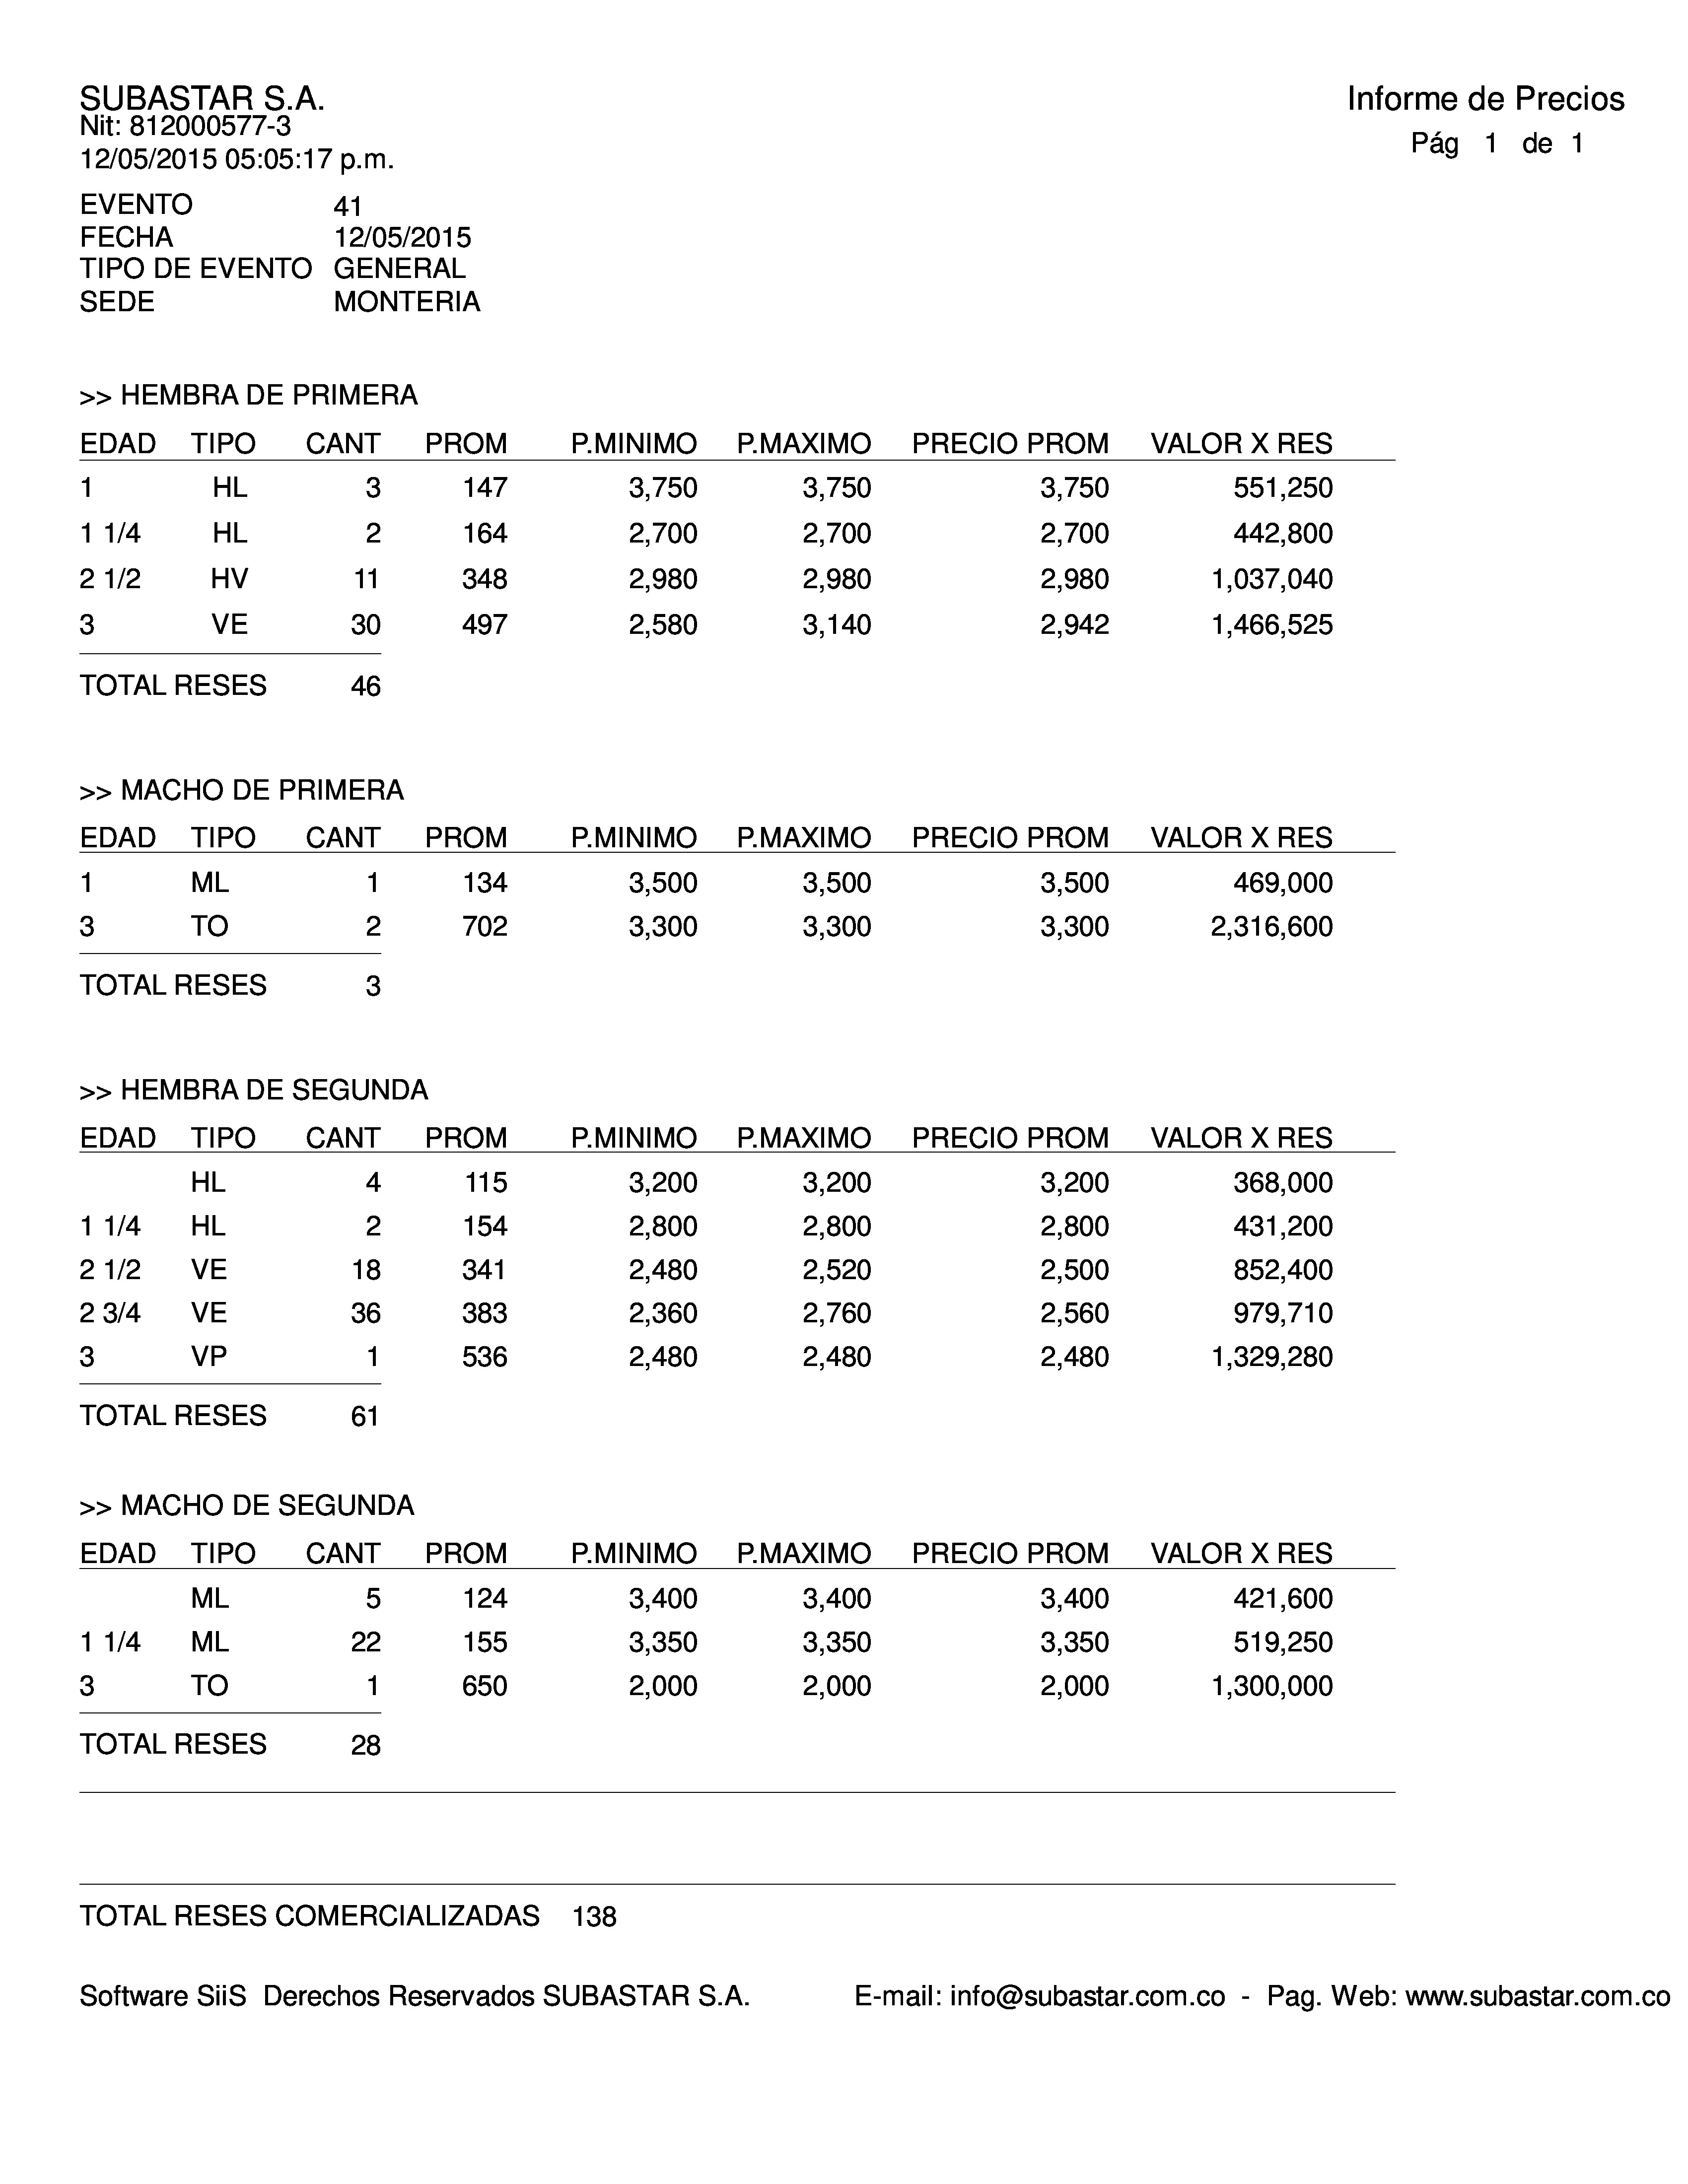 SUBASTAR S.A.
Nit: 812000577-3
12/05/2015 05:05:17 p.m.
Informe de Precios
Pág 1 de 1
EVENTO 41
FECHA 12/05/2015
TIPO DE EVENTO GENERAL
SEDE MONTERIA
>> HEMBRA DE PRIMERA
EDAD TIPO CANT PROM P.MINIMO P.MAXIMO PRECIO PROM VALOR X RES
1 HL 3 147 3,750 3,750 3,750 551,250
1 1/4 HL 2 164 2,700 2,700 2,700 442,800
2 1/2 HV 11 348 2,980 2,980 2,980 1,037,040
3 VE 30 497 2,580 3,140 2,942 1,466,525
TOTAL RESES 46
>> MACHO DE PRIMERA
EDAD TIPO CANT PROM P.MINIMO P.MAXIMO PRECIO PROM VALOR X RES
1 ML 1 134 3,500 3,500 3,500 469,000
3 TO 2 702 3,300 3,300 3,300 2,316,600
TOTAL RESES 3
>> HEMBRA DE SEGUNDA
EDAD TIPO CANT PROM P.MINIMO P.MAXIMO PRECIO PROM VALOR X RES
HL 4 115 3,200 3,200 3,200 368,000
1 1/4 HL 2 154 2,800 2,800 2,800 431,200
2 1/2 VE 18 341 2,480 2,520 2,500 852,400
2 3/4 VE 36 383 2,360 2,760 2,560 979,710
3 VP 1 536 2,480 2,480 2,480 1,329,280
TOTAL RESES 61
>> MACHO DE SEGUNDA
EDAD TIPO CANT PROM P.MINIMO P.MAXIMO PRECIO PROM VALOR X RES
ML 5 124 3,400 3,400 3,400 421,600
1 1/4 ML 22 155 3,350 3,350 3,350 519,250
3 TO 1 650 2,000 2,000 2,000 1,300,000
TOTAL RESES 28
TOTAL RESES COMERCIALIZADAS 138
Software SiiS Derechos Reservados SUBASTAR S.A. E-mail: info@subastar.com.co - Pag. Web: www.subastar.com.co